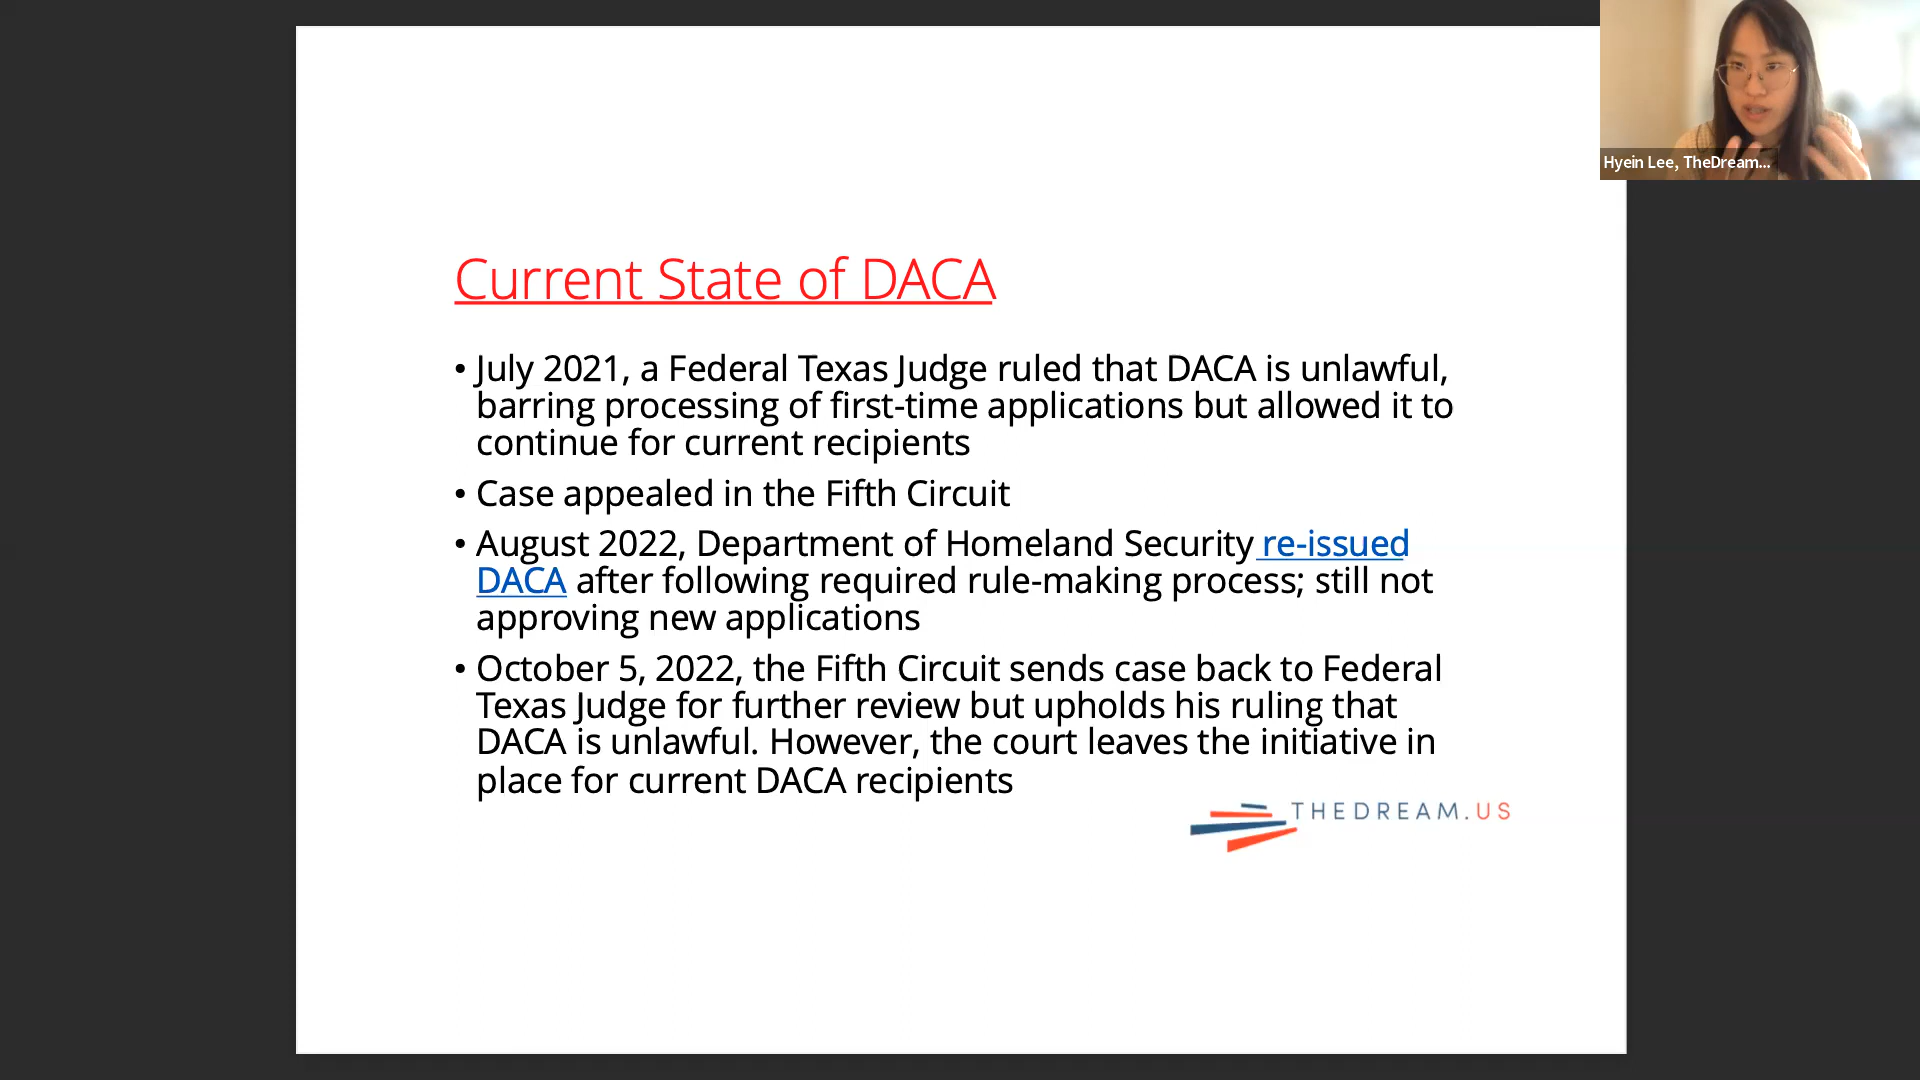 Hyein Lee, TheDream...
Current State of DACA
• July 2021, a Federal Texas Judge ruled that DACA is unlawful,
barring processing of first-time applications but allowed it to
continue for current recipients
• Case appealed in the Fifth Circuit
• August 2022, Department of Homeland Security re-issued
DACA after following required rule-making process; still not
approving new applications
• October 5, 2022, the Fifth Circuit sends case back to Federal
Texas Judge for further review but upholds his ruling that
DACA is unlawful. However, the court leaves the initiative in
place for current DACA recipients
THEDREAM.US